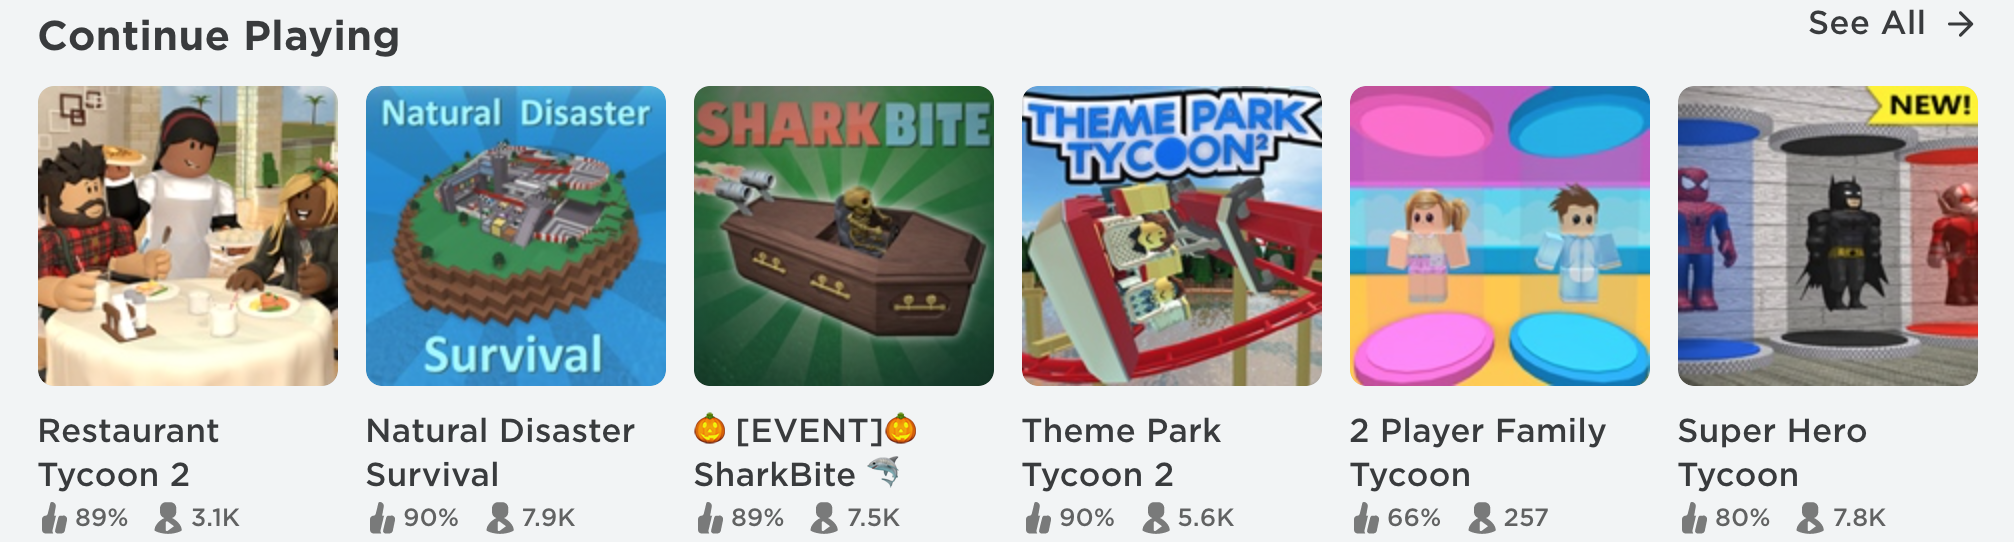 Continue Playing
See All →
Natural Disaster
Survival
SHARKBITE
THEME PARK
TYCOON²
NEW!
Restaurant
Tycoon 2
89% 3.1K
Natural Disaster
Survival
90% 7.9K
🎃 [EVENT]🎃
SharkBite 🦈
89% 7.5K
Theme Park
Tycoon 2
90% 5.6K
2 Player Family
Tycoon
66% 257
Super Hero
Tycoon
80% 7.8K